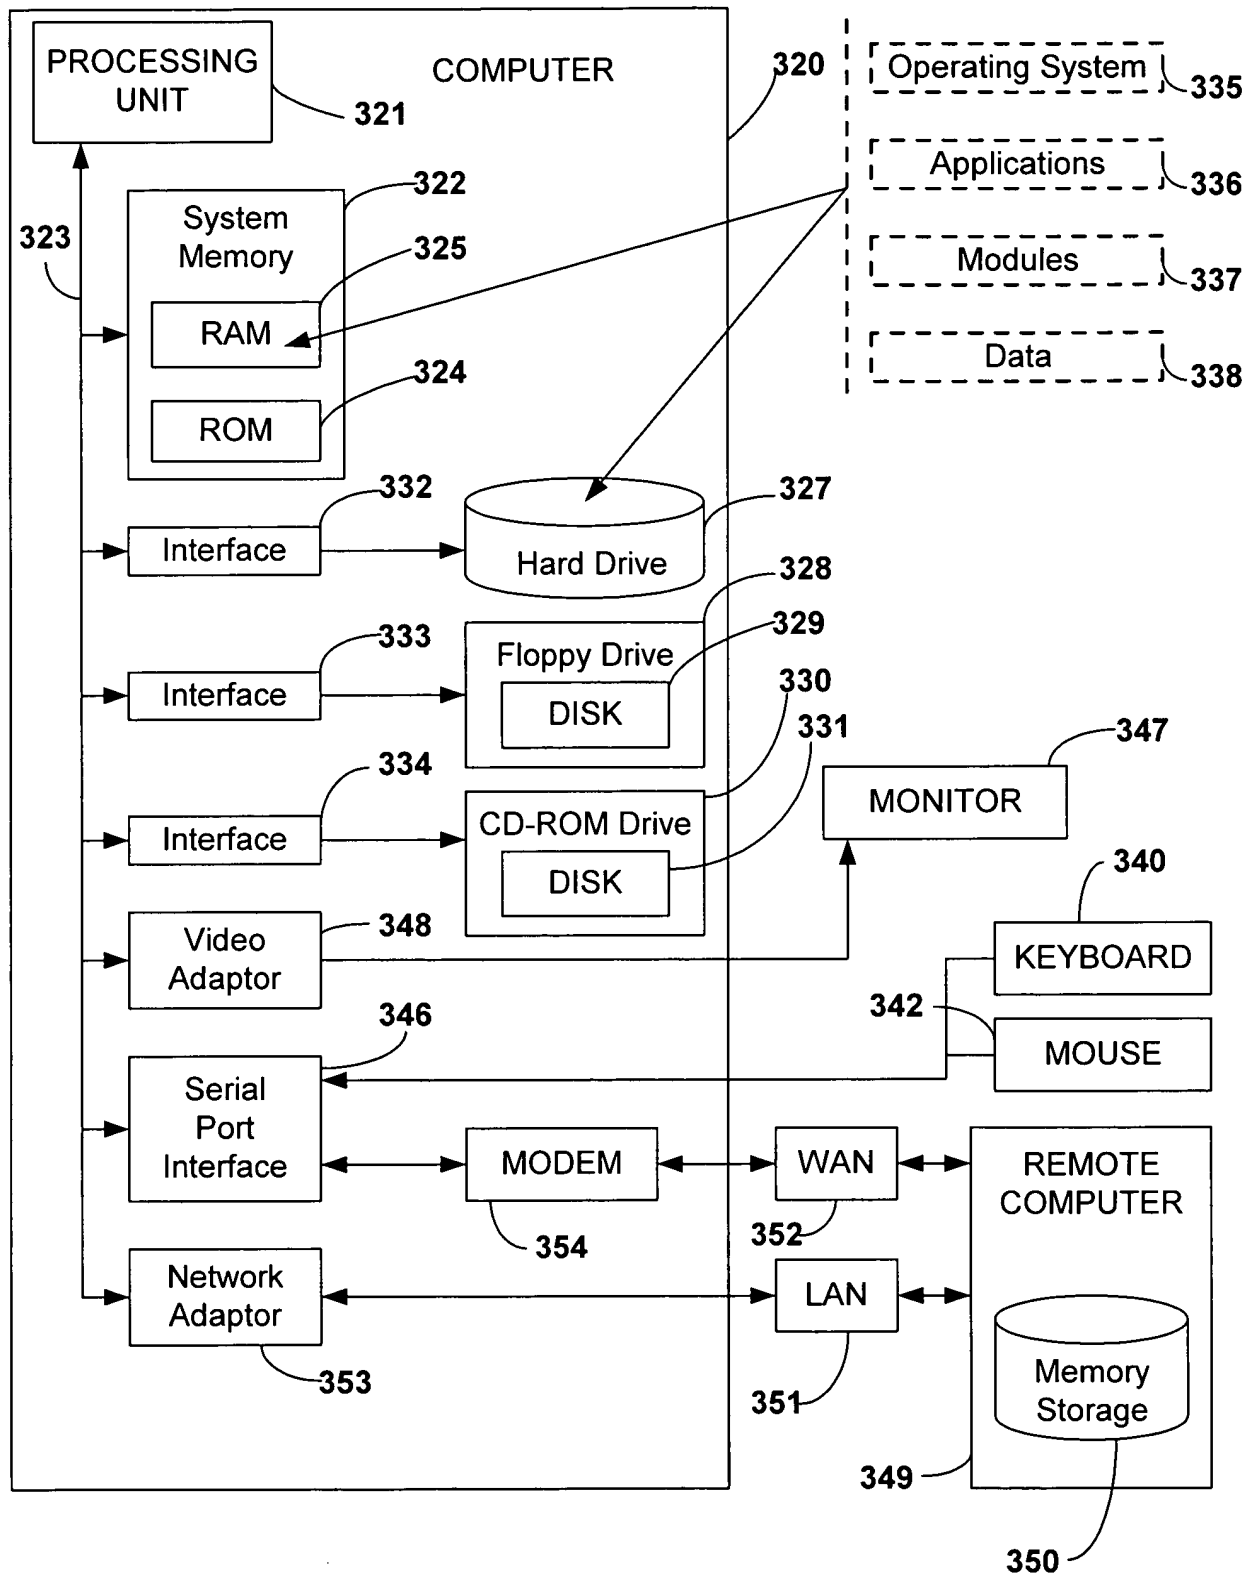 PROCESSING
UNIT
321
COMPUTER
320
Operating System
335
Applications
336
Modules
337
Data
338
322
System
Memory
323
325
RAM
324
ROM
332
Interface
327
Hard Drive
328
333
Interface
329
Floppy Drive
DISK
330
331
334
Interface
CD-ROM Drive
DISK
347
MONITOR
348
Video
Adaptor
340
KEYBOARD
342
MOUSE
346
Serial
Port
Interface
MODEM
354
WAN
352
REMOTE
COMPUTER
Network
Adaptor
353
LAN
351
Memory
Storage
349
350